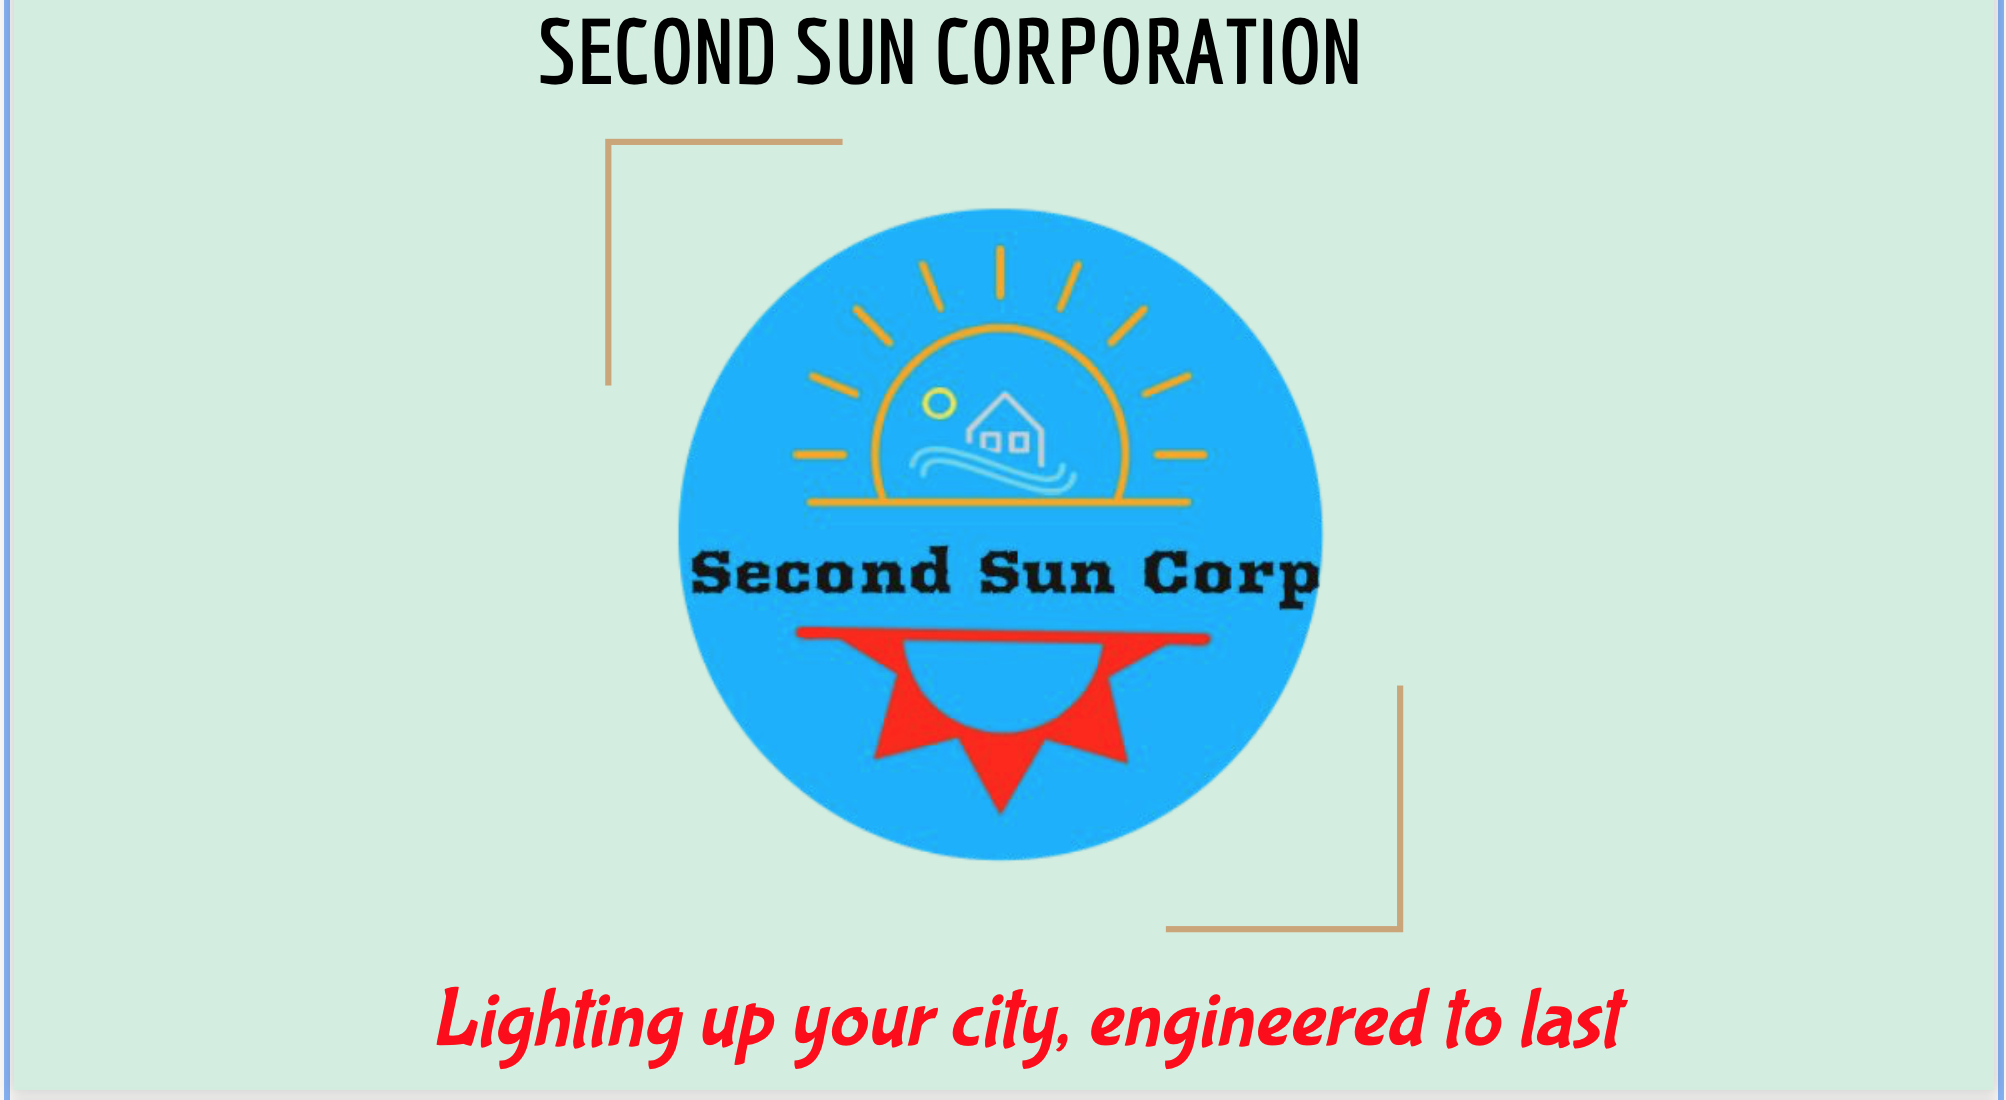 SECOND SUN CORPORATION
Second Sun Corp
Lighting up your city, engineered to last